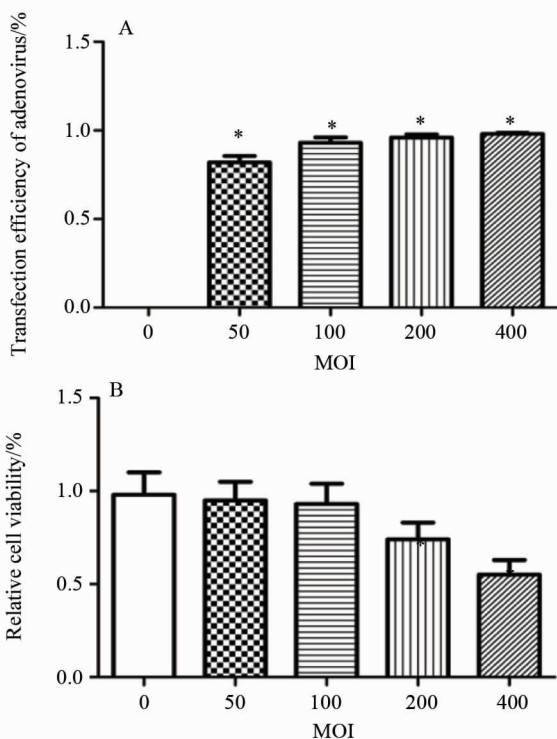 A
Transfection efficiency of adenovirus/%
1.5
1.0
0.5
0.0
* * * *
0 50 100 200 400
MOI
B
Relative cell viability/%
1.5
1.0
0.5
0.0
* *
0 50 100 200 400
MOI